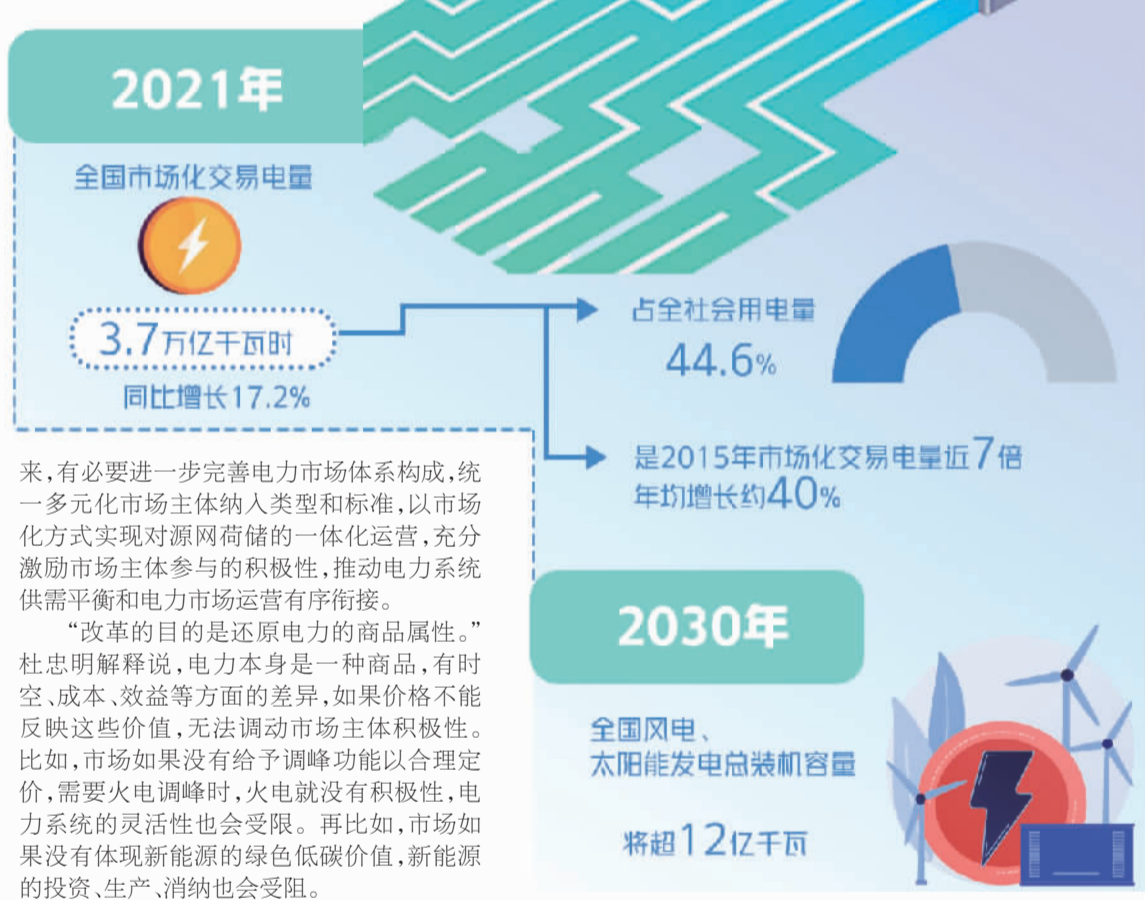 2021年
全国市场化交易电量
3.7万亿千瓦时
同比增长17.2%
占全社会用电量
44.6%
是2015年市场化交易电量近7倍
年均增长约40%
来，有必要进一步完善电力市场体系构成，统
一多元化市场主体纳入类型和标准，以市场
化方式实现对源网荷储的一体化运营，充分
激励市场主体参与的积极性，推动电力系统
供需平衡和电力市场运营有序衔接。
“改革的目的是还原电力的商品属性。”
杜忠明解释说，电力本身是一种商品，有时
空、成本、效益等方面的差异，如果价格不能
反映这些价值，无法调动市场主体积极性。
比如，市场如果没有给予调峰功能以合理定
价，需要火电调峰时，火电就没有积极性，电
力系统的灵活性也会受限。再比如，市场如
果没有体现新能源的绿色低碳价值，新能源
的投资、生产、消纳也会受阻。
2030年
全国风电、
太阳能发电总装机容量
将超12亿千瓦